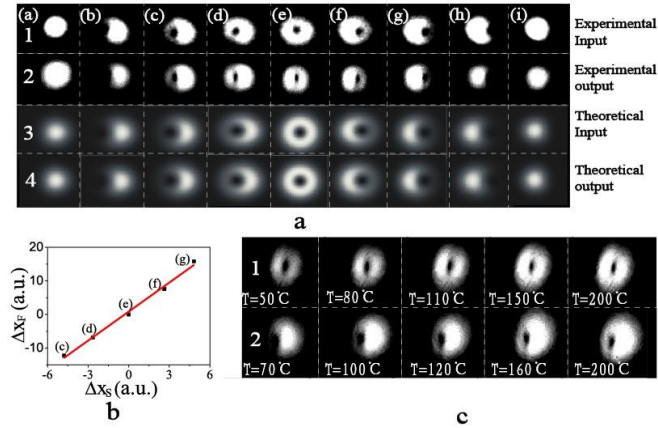 (a) (b) (c) (d) (e) (f) (g) (h) (i)
1
Experimental
Input
2
Experimental
output
3
Theoretical
Input
4
Theoretical
output
a
20
10
0
-10
Δx_F (a.u.)
(c)
(d)
(e)
(f)
(g)
-6 -3 0 3 6
Δx_S (a.u.)
b
1
T=50℃ T=80℃ T=110℃ T=150℃ T=200℃
2
T=70℃ T=100℃ T=120℃ T=160℃ T=200℃
c